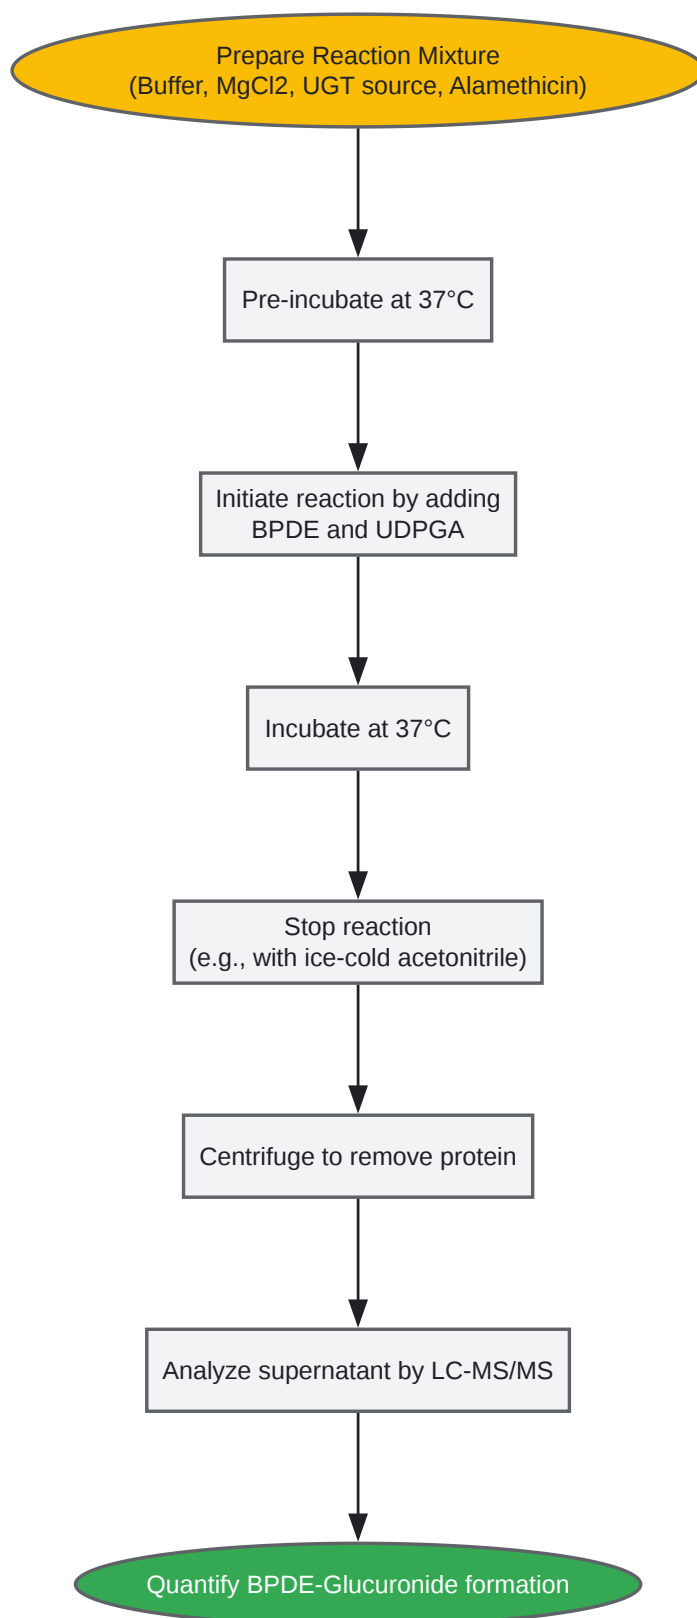 Prepare Reaction Mixture
(Buffer, MgCl2, UGT source, Alamethicin)
Pre-incubate at 37°C
Initiate reaction by adding
BPDE and UDPGA
Incubate at 37°C
Stop reaction
(e.g., with ice-cold acetonitrile)
Centrifuge to remove protein
Analyze supernatant by LC-MS/MS
Quantify BPDE-Glucuronide formation